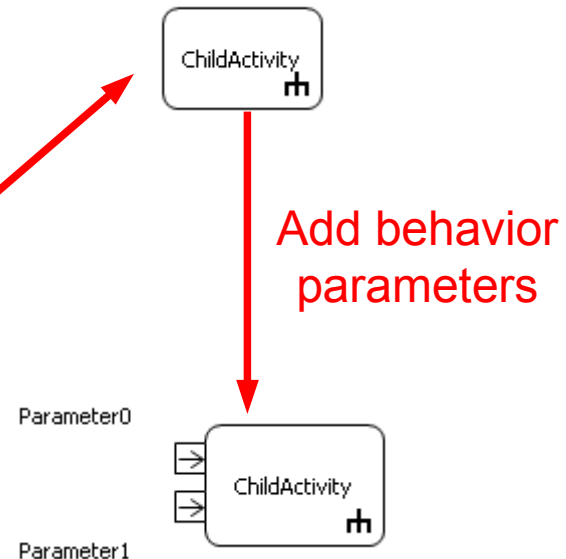 ChildActivity
Add behavior
parameters
Parameter0
ChildActivity
Parameter1